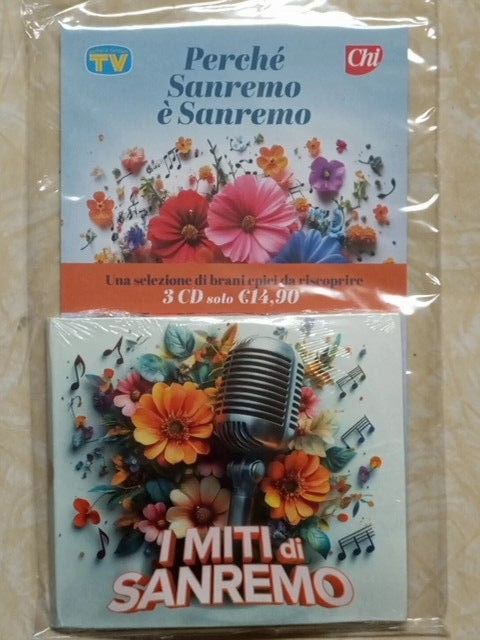 TV
Chi
Perché
Sanremo
è Sanremo
Una selezione di brani epici da riscoprire
3 CD solo €14,90
I MITI di
SANREMO